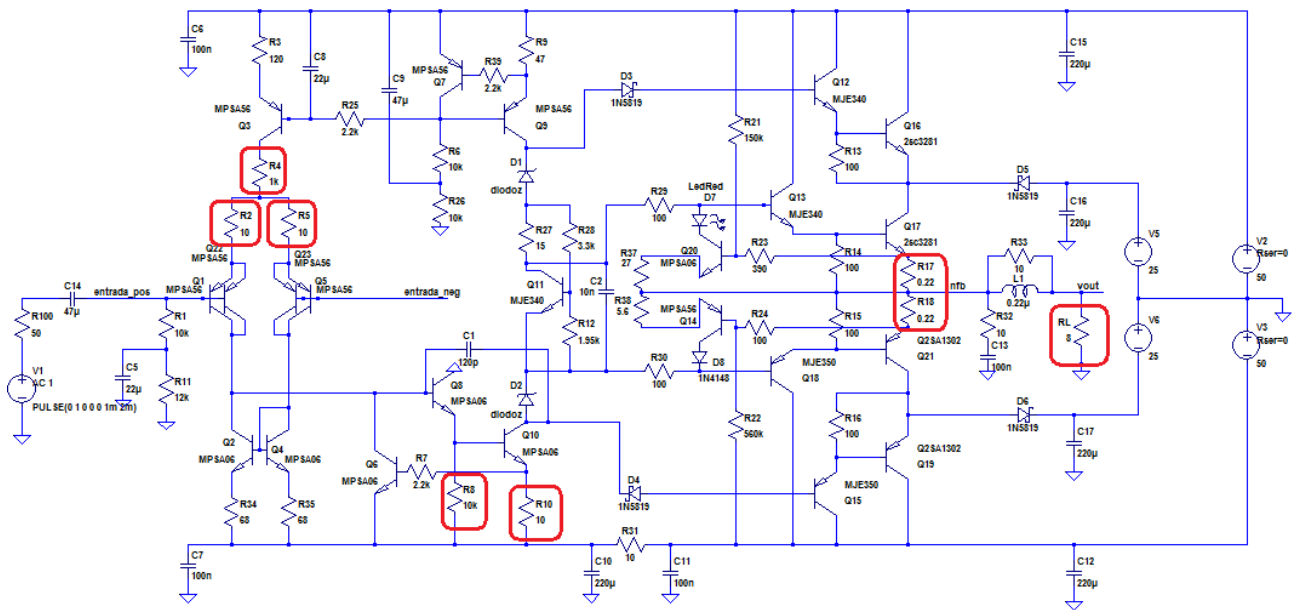 C6
100n
R3
120
C8
22µ
C9
47µ
MPSA56
Q7
R39
2.2k
R9
47
D3
1N5819
Q12
MJE340
C15
220µ
MPSA56
Q3
R25
2.2k
MPSA56
Q9
R21
150k
Q16
2sc3281
R4
1k
R6
10k
D1
diodoz
R13
100
R26
10k
LedRed
D7
R29
100
Q13
MJE340
D5
1N5819
C16
220µ
R2
10
R5
10
R27
15
R28
3.3k
Q17
2sc3281
V5
25
V2
Rser=0
50
Q22
MPSA56
Q23
MPSA56
Q20
MPSA06
R37
27
R23
390
R14
100
R33
10
C14
47µ
entrada_pos
Q1
MPSA56
Q5
MPSA56
entrada_neg
Q11
MJE340
C2
10n
R17
0.22
nfb
L1
0.22µ
vout
R100
50
R1
10k
R38
5.6
MPSA56
Q14
R24
100
R15
100
R18
0.22
R32
10
RL
8
V6
25
V3
Rser=0
50
C1
120p
R12
1.95k
C13
100n
V1
AC 1
PULSE(0 1 0 0 0 1m 2m)
C5
22µ
R11
12k
R30
100
D8
1N4148
MJE350
Q18
Q2SA1302
Q21
Q8
MPSA06
D2
diodoz
D6
1N5819
Q2
MPSA06
Q4
MPSA06
Q6
MPSA06
R7
2.2k
Q10
MPSA06
R22
560k
R16
100
C17
220µ
Q2SA1302
Q19
R8
10k
R10
10
D4
1N5819
MJE350
Q15
R34
68
R35
68
R31
10
C7
100n
C10
220µ
C11
100n
C12
220µ